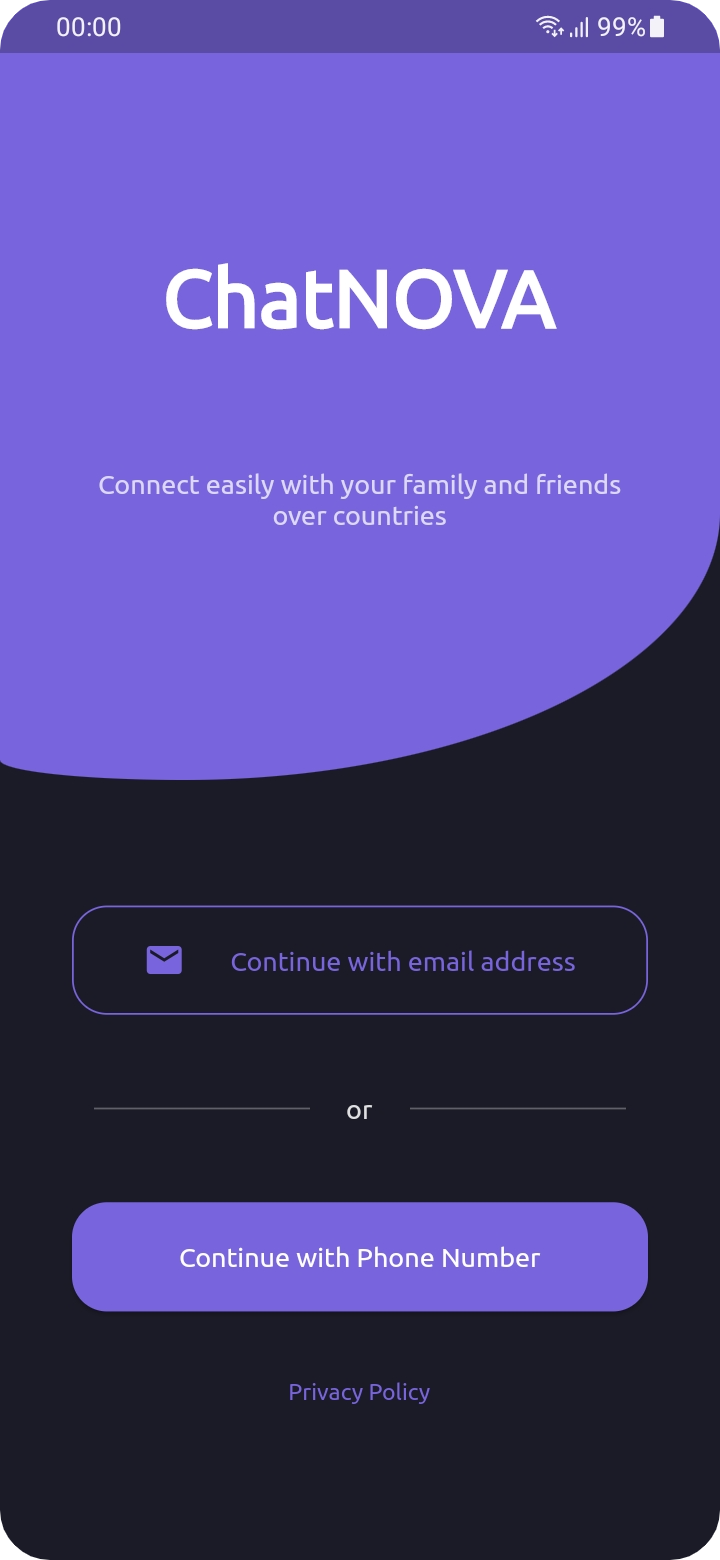 00:00 99%
ChatNOVA
Connect easily with your family and friends
over countries
Continue with email address
or
Continue with Phone Number
Privacy Policy